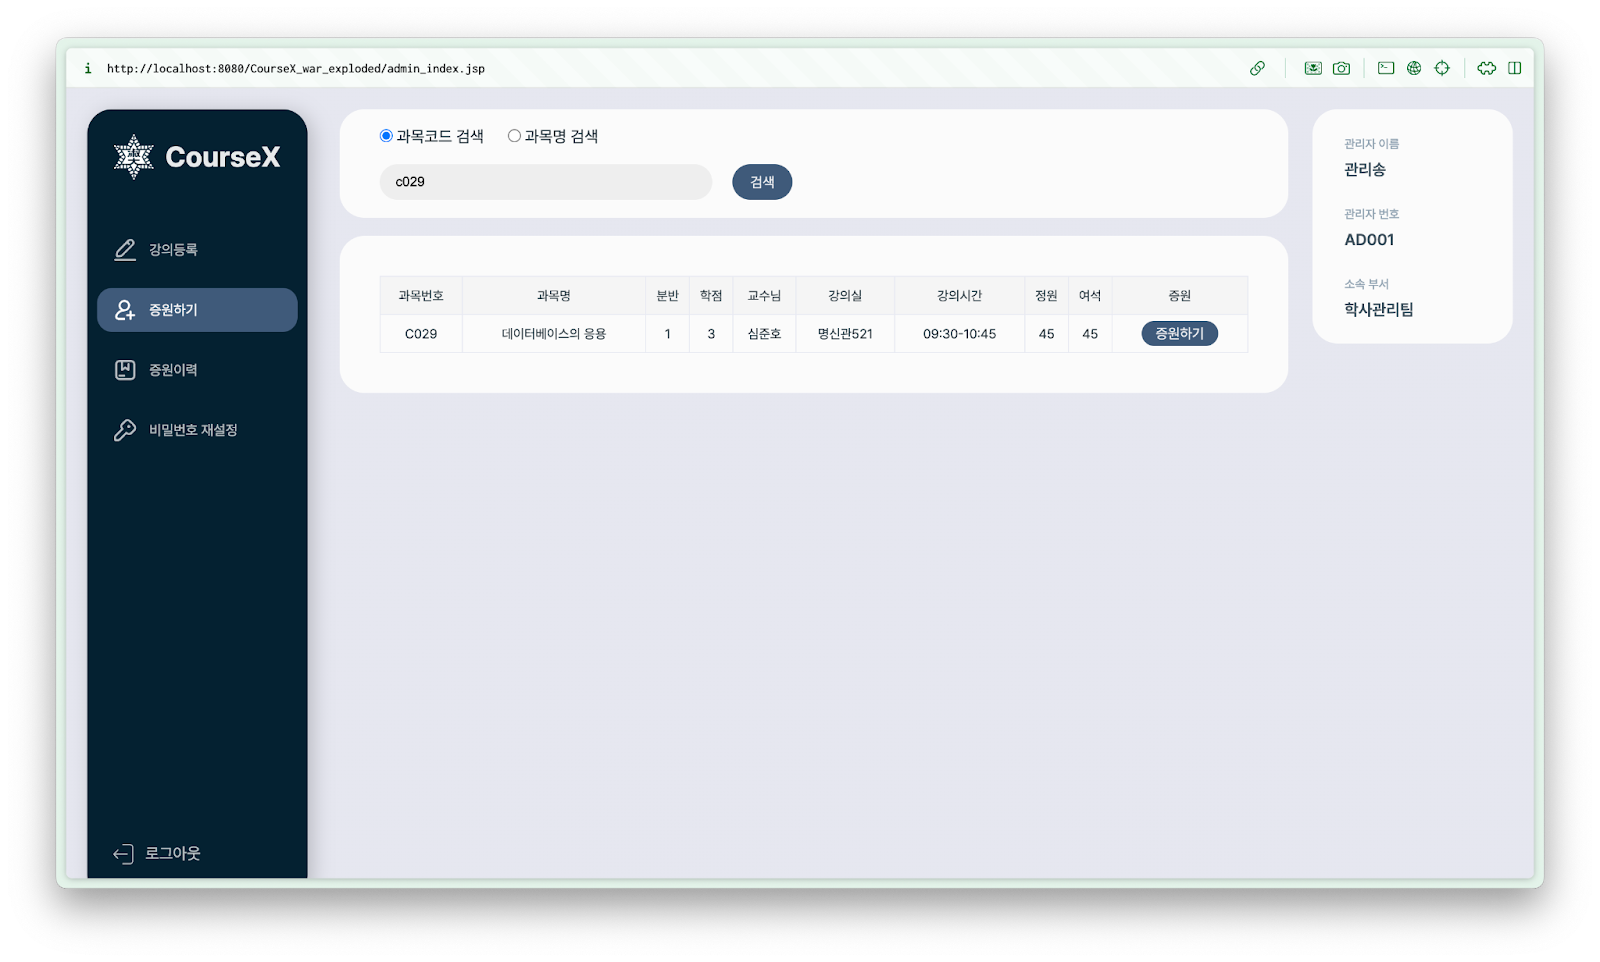 i http://localhost:8080/CourseX_war_exploded/admin_index.jsp
CourseX
강의등록
증원하기
증원이력
비밀번호 재설정
로그아웃
과목코드 검색 과목명 검색
c029 검색
과목번호 과목명 분반 학점 교수님 강의실 강의시간 정원 여석 증원
C029 데이터베이스의 응용 1 3 심준호 명신관521 09:30-10:45 45 45 증원하기
관리자 이름
관리송
관리자 번호
AD001
소속 부서
학사관리팀